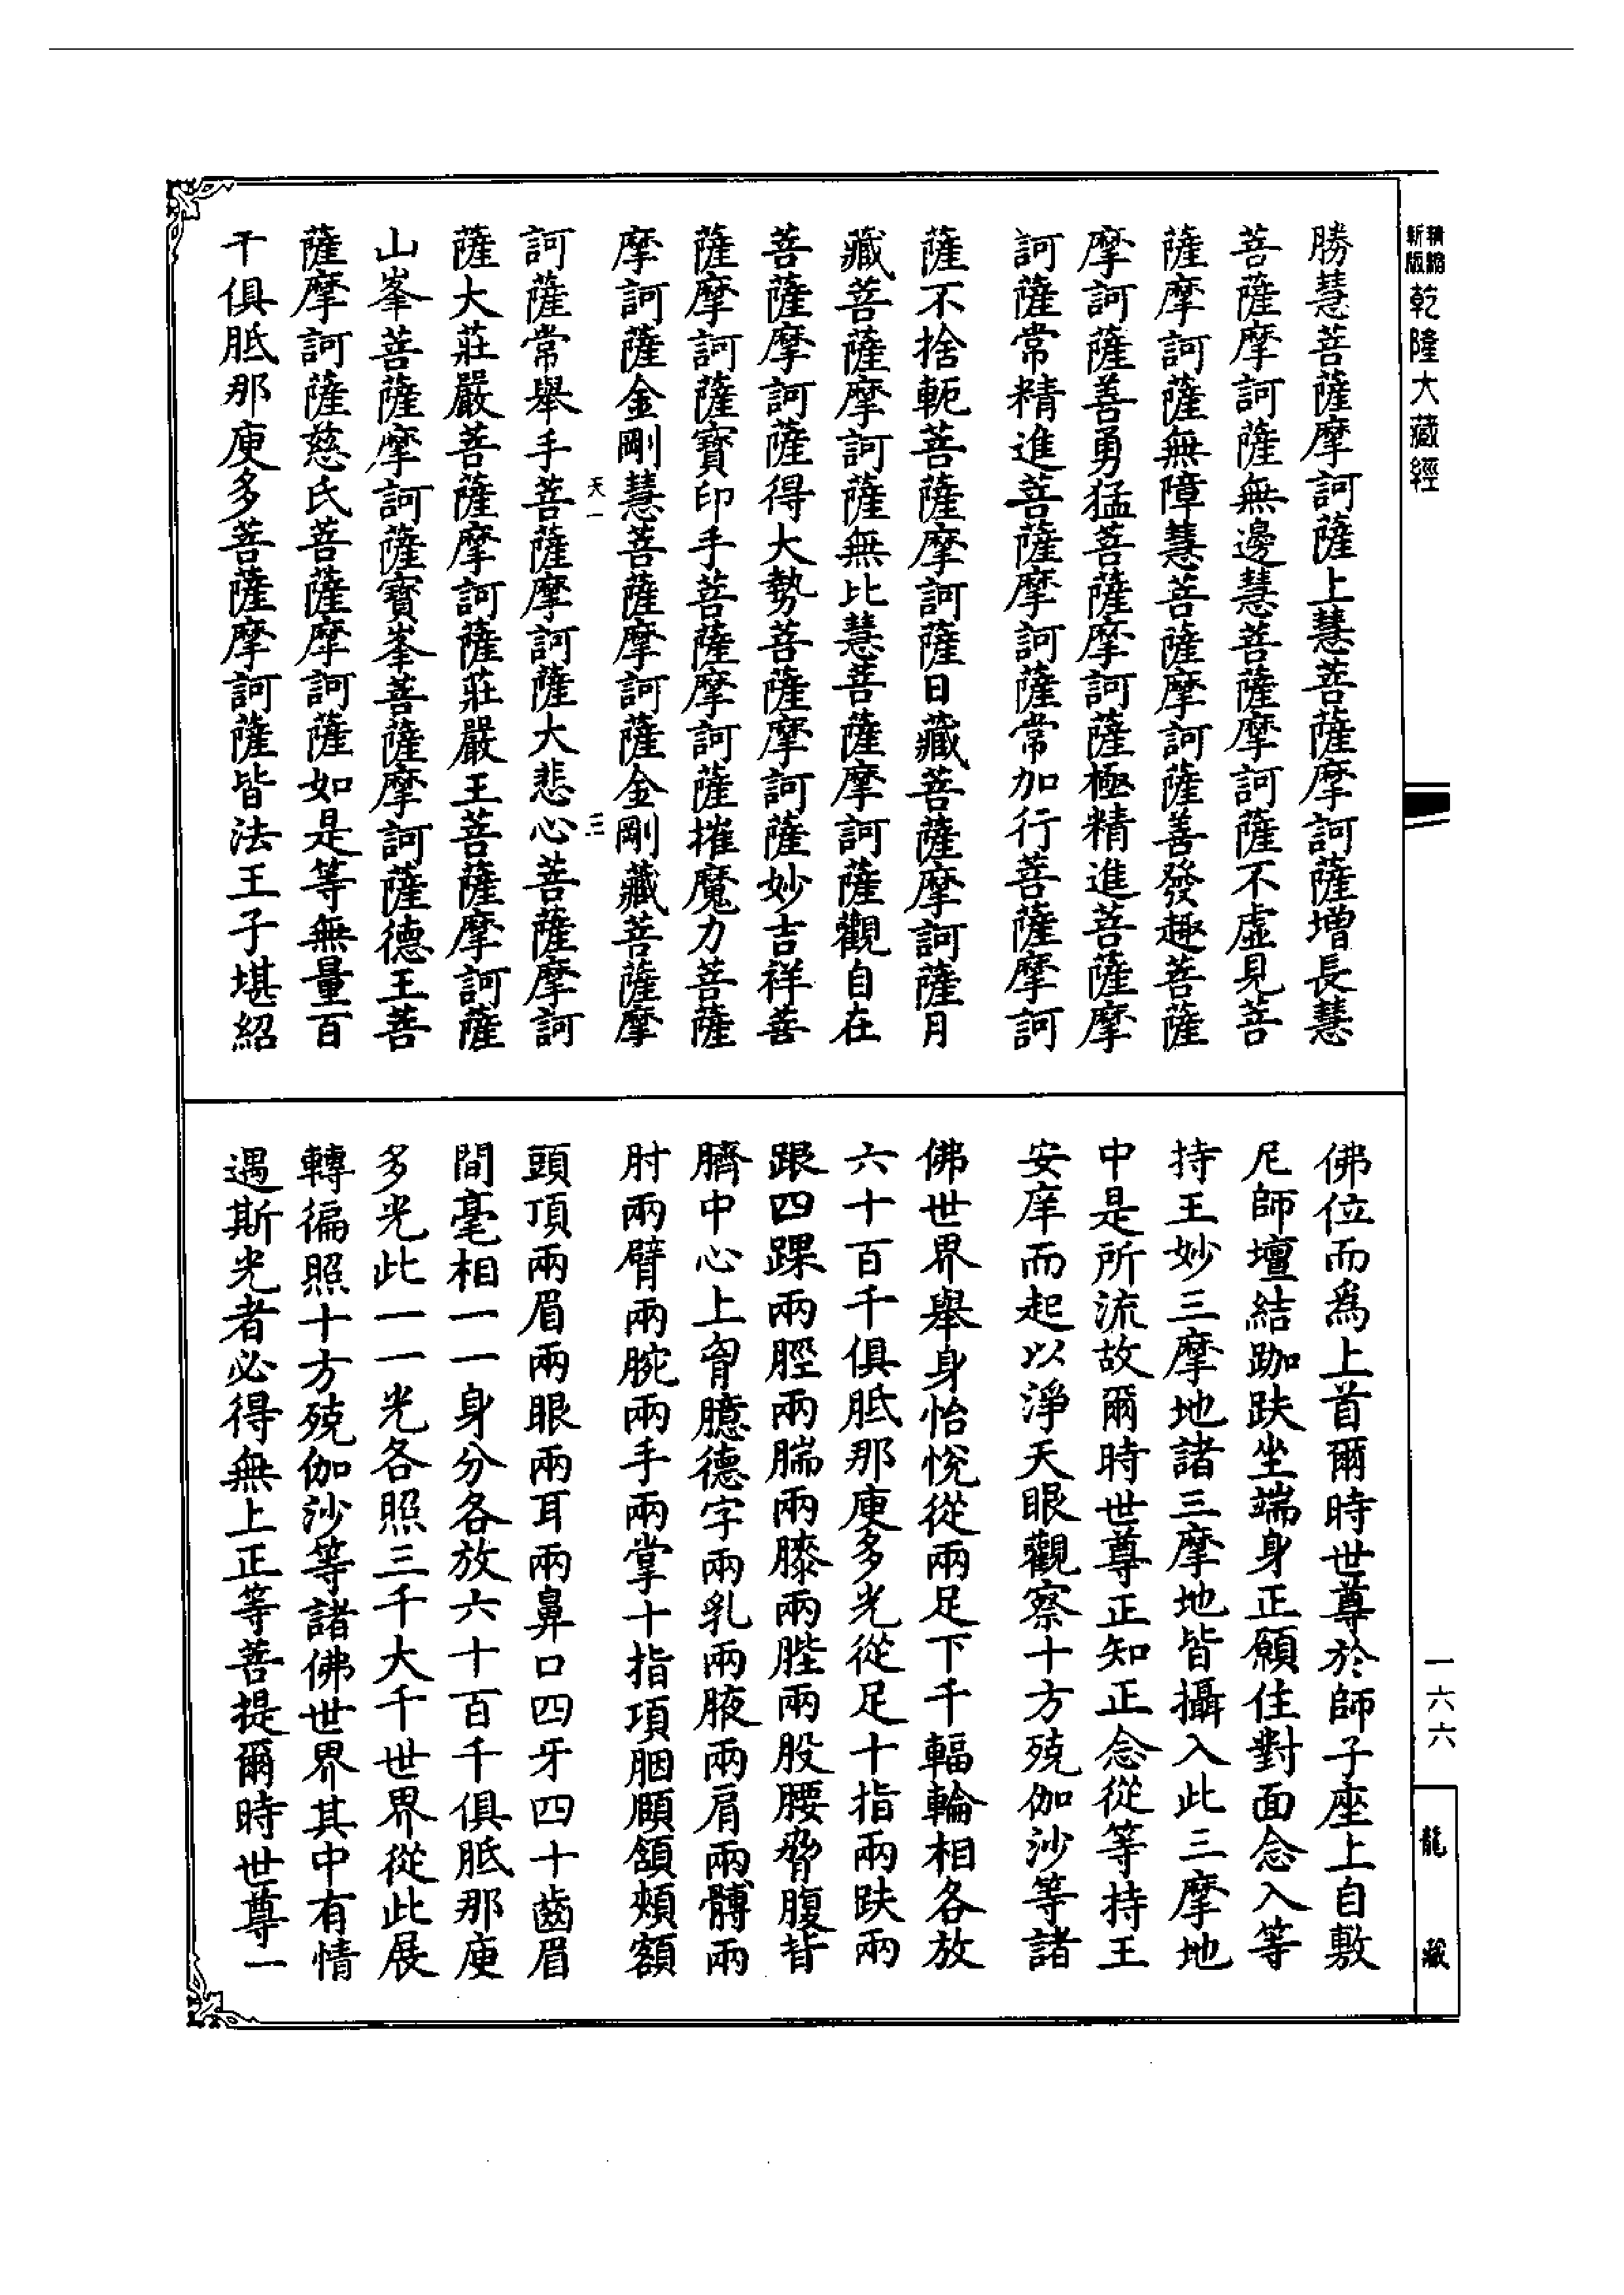 精縮新版乾隆大藏經
勝慧菩薩摩訶薩上慧菩薩摩訶薩增長慧
菩薩摩訶薩無邊慧菩薩摩訶薩不虛見菩
薩摩訶薩無障慧菩薩摩訶薩善發趣菩薩
摩訶薩善勇猛菩薩摩訶薩極精進菩薩摩
訶薩常精進菩薩摩訶薩常加行菩薩摩訶
薩不捨軛菩薩摩訶薩日藏菩薩摩訶薩月
藏菩薩摩訶薩無比慧菩薩摩訶薩觀自在
菩薩摩訶薩得大勢菩薩摩訶薩妙吉祥菩
薩摩訶薩寶印手菩薩摩訶薩摧魔力菩薩
摩訶薩金剛慧菩薩摩訶薩金剛藏菩薩摩
天一 三
訶薩常舉手菩薩摩訶薩大悲心菩薩摩訶
薩大莊嚴菩薩摩訶薩莊嚴王菩薩摩訶薩
山峯菩薩摩訶薩寶峯菩薩摩訶薩德王菩
薩摩訶薩慈氏菩薩摩訶薩如是等無量百
千俱胝那庾多菩薩摩訶薩皆法王子堪紹
佛位而爲上首爾時世尊於師子座上自敷
尼師壇結跏趺坐端身正願住對面念入等
持王妙三摩地諸三摩地皆攝入此三摩地
中是所流故爾時世尊正知正念從等持王
安庠而起以淨天眼觀察十方殑伽沙等諸
佛世界舉身怡悅從兩足下千輻輪相各放
六十百千俱胝那庾多光從足十指兩趺兩
跟四踝兩脛兩腨兩膝兩䏶兩股腰脅腹背
臍中心上𦙄臆德字兩乳兩腋兩肩兩髆兩
肘兩臂兩腕兩手兩掌十指項胭頤頷頰額
頭頂兩眉兩眼兩耳兩鼻口四牙四十齒眉
間毫相一一身分各放六十百千俱胝那庾
多光此一一光各照三千大千世界從此展
轉徧照十方殑伽沙等諸佛世界其中有情
遇斯光者必得無上正等菩提爾時世尊一
一六六
龍藏